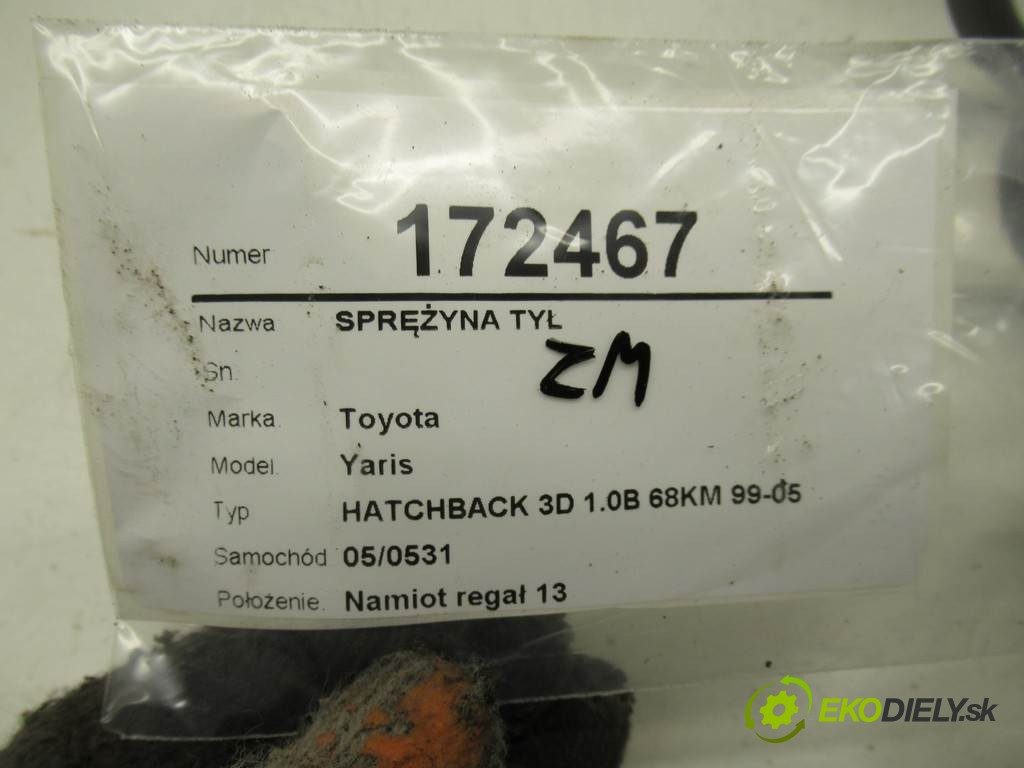 Numer 172467
Nazwa SPRĘŻYNA TYŁ
ZM
Sn.
Marka. Toyota
Model. Yaris
Typ HATCHBACK 3D 1.0B 68KM 99-05
Samochód 05/0531
Położenie. Namiot regał 13
EKODIELY.sk